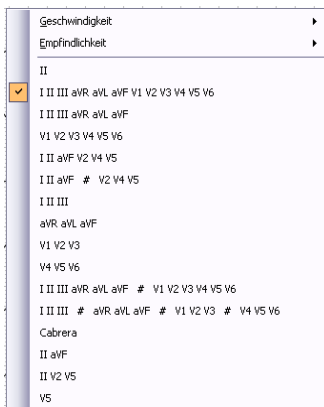 Geschwindigkeit
Empfindlichkeit
II
I II III aVR aVL aVF V1 V2 V3 V4 V5 V6
I II III aVR aVL aVF
V1 V2 V3 V4 V5 V6
I II aVF V2 V4 V5
I II aVF # V2 V4 V5
I II III
aVR aVL aVF
V1 V2 V3
V4 V5 V6
I II III aVR aVL aVF # V1 V2 V3 V4 V5 V6
I II III # aVR aVL aVF # V1 V2 V3 # V4 V5 V6
Cabrera
II aVF
II V2 V5
V5